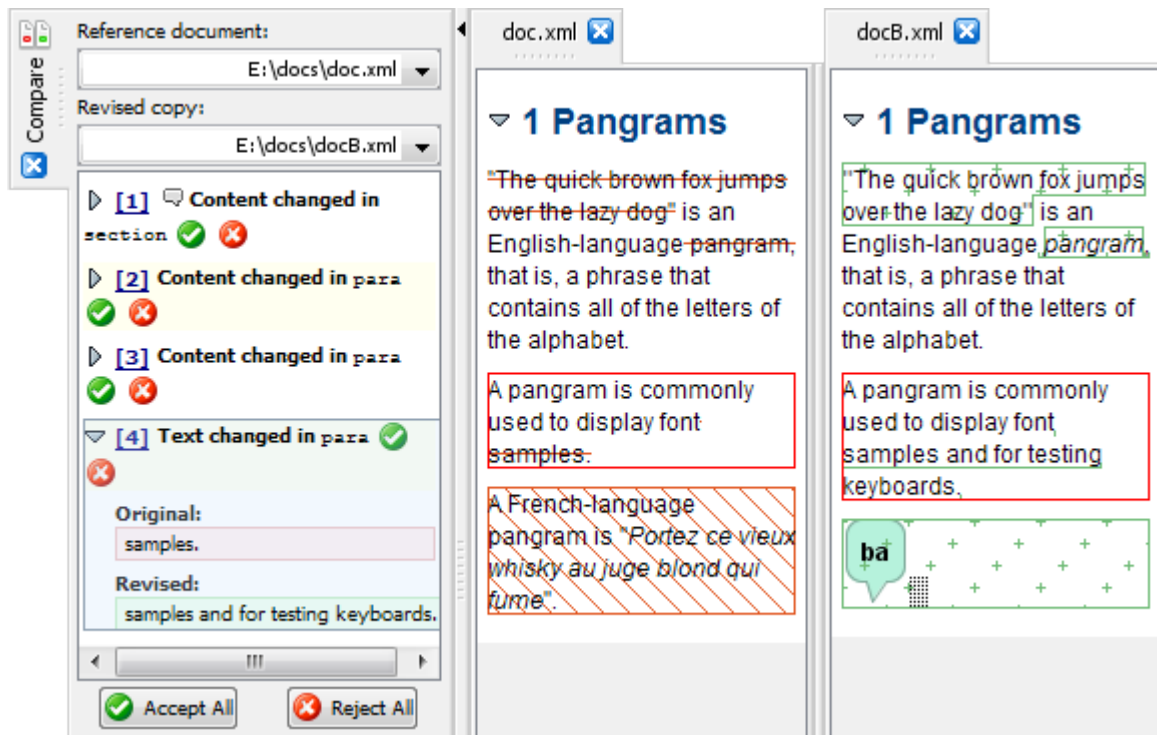 Compare
Reference document:
E:\docs\doc.xml
Revised copy:
E:\docs\docB.xml
[1] Content changed in
section
[2] Content changed in para
[3] Content changed in para
[4] Text changed in para
Original:
samples.
Revised:
samples and for testing keyboards.
Accept All
Reject All
doc.xml
1 Pangrams
"The quick brown fox jumps
over the lazy dog" is an
English-language pangram,
that is, a phrase that
contains all of the letters of
the alphabet.
A pangram is commonly
used to display font
samples.
A French-language
pangram is "Portez ce vieux
whisky au juge blond qui
fume".
docB.xml
1 Pangrams
"The quick brown fox jumps
over the lazy dog" is an
English-language pangram,
that is, a phrase that
contains all of the letters of
the alphabet.
A pangram is commonly
used to display font
samples and for testing
keyboards.
ba